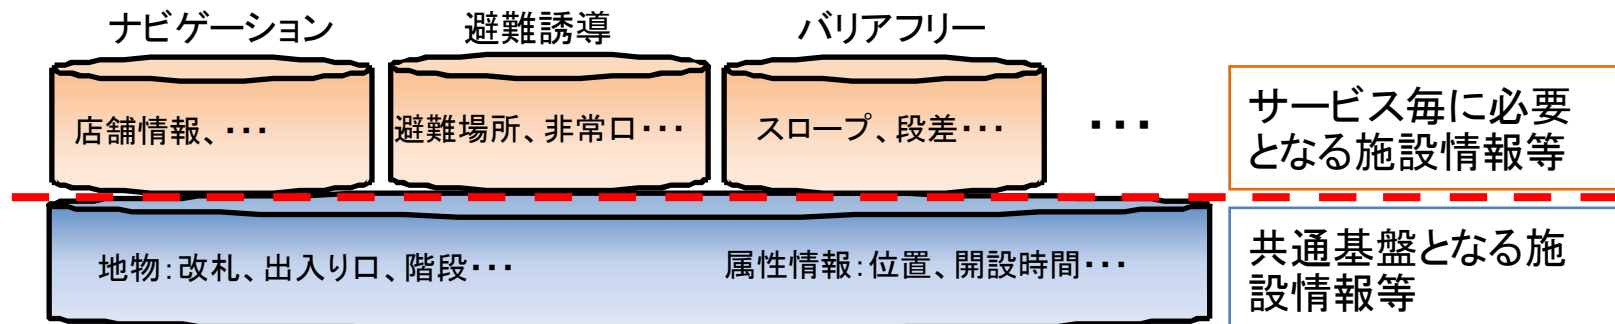 ナビゲーション
避難誘導
バリアフリー
店舗情報、・・・
避難場所、非常口・・・
スロープ、段差・・・
・・・
サービス毎に必要
となる施設情報等
地物：改札、出入り口、階段・・・
属性情報：位置、開設時間・・・
共通基盤となる施
設情報等